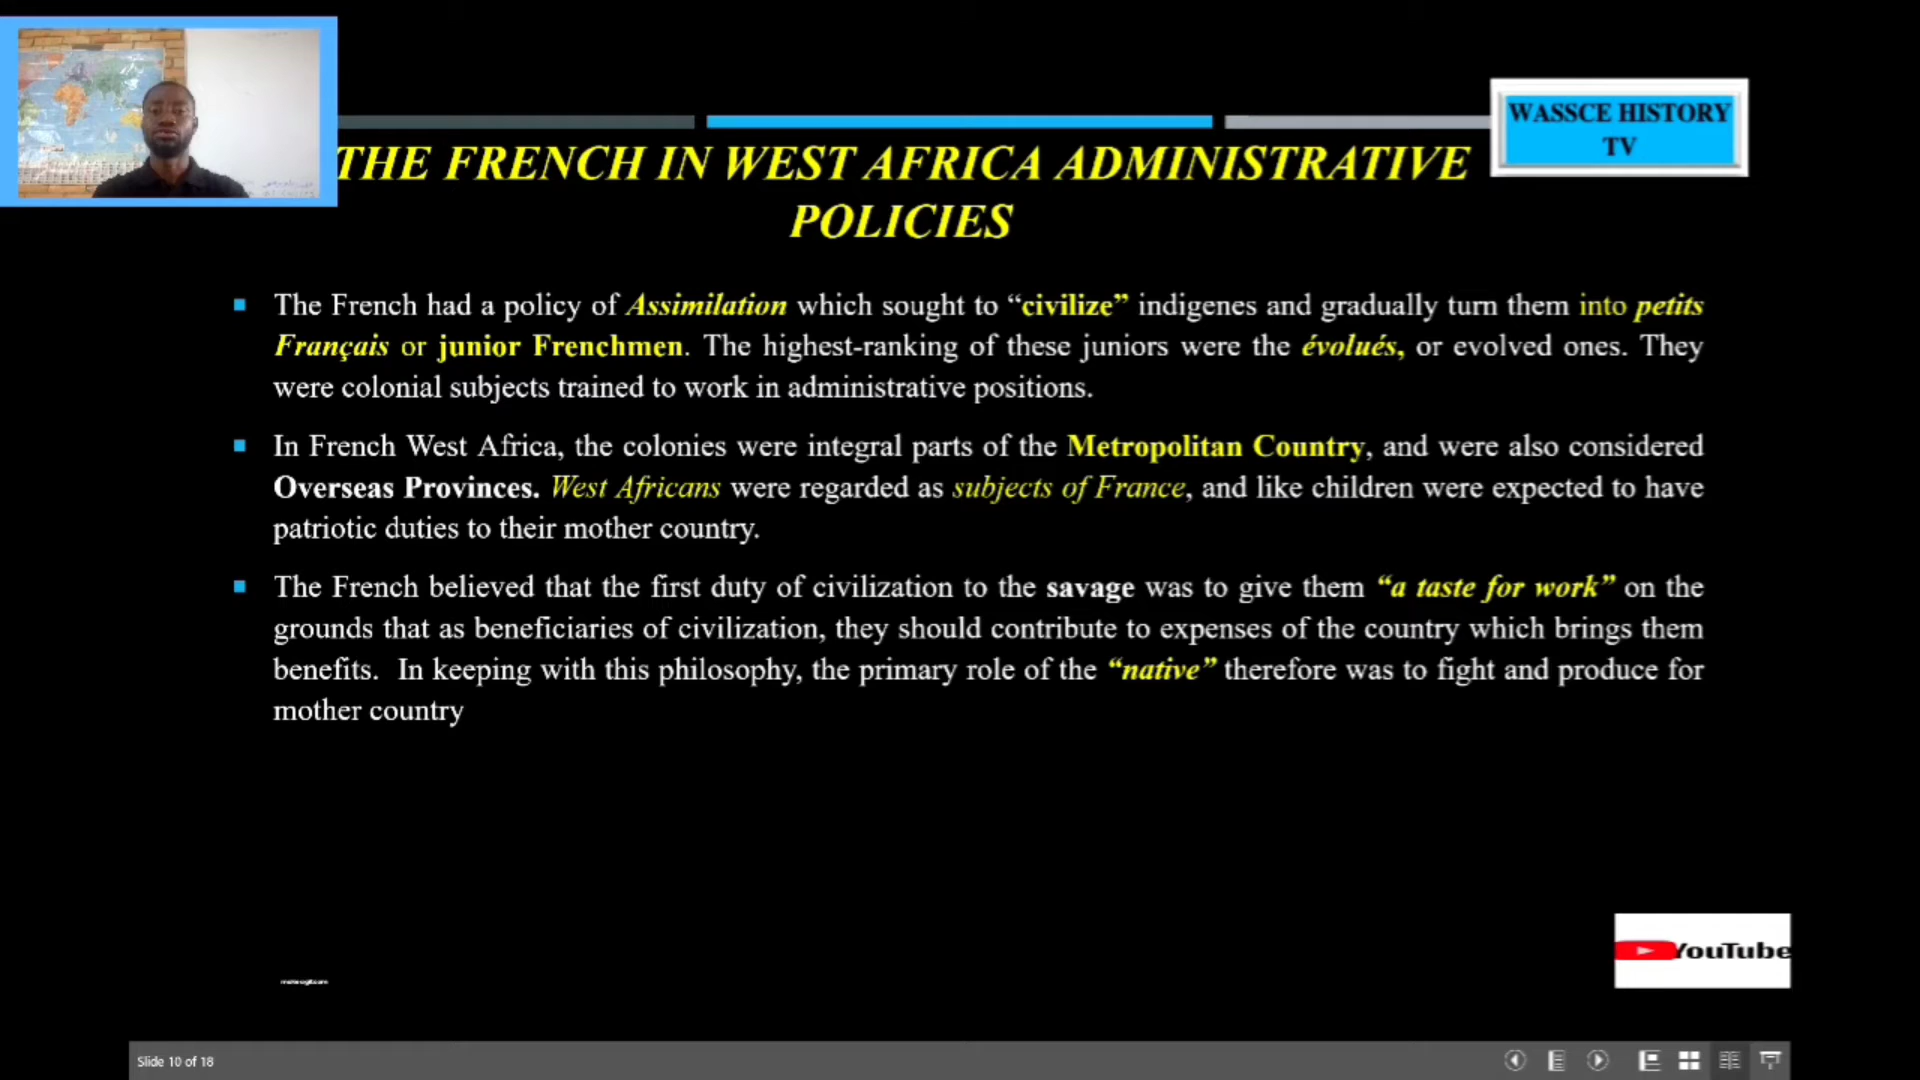 WASSCE HISTORY
TV
THE FRENCH IN WEST AFRICA ADMINISTRATIVE
POLICIES
The French had a policy of Assimilation which sought to “civilize” indigenes and gradually turn them into petits
Français or junior Frenchmen. The highest-ranking of these juniors were the évolués, or evolved ones. They
were colonial subjects trained to work in administrative positions.
In French West Africa, the colonies were integral parts of the Metropolitan Country, and were also considered
Overseas Provinces. West Africans were regarded as subjects of France, and like children were expected to have
patriotic duties to their mother country.
The French believed that the first duty of civilization to the savage was to give them “a taste for work” on the
grounds that as beneficiaries of civilization, they should contribute to expenses of the country which brings them
benefits. In keeping with this philosophy, the primary role of the “native” therefore was to fight and produce for
mother country
YouTube
Slide 10 of 18